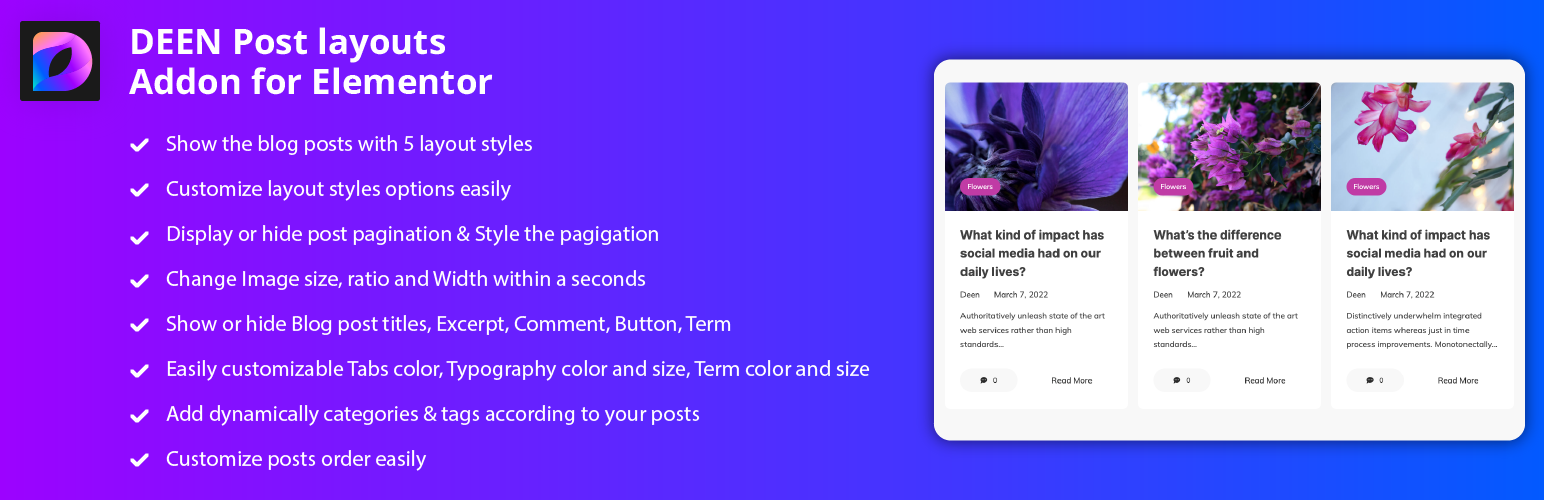 DEEN Post layouts
Addon for Elementor
Show the blog posts with 5 layout styles
Customize layout styles options easily
Display or hide post pagination & Style the pagigation
Change Image size, ratio and Width within a seconds
Show or hide Blog post titles, Excerpt, Comment, Button, Term
Easily customizable Tabs color, Typography color and size, Term color and size
Add dynamically categories & tags according to your posts
Customize posts order easily
Flowers
What kind of impact has
social media had on our
daily lives?
Deen March 7, 2022
Authoritatively unleash state of the art
web services rather than high
standards...
0 Read More
Flowers
What's the difference
between fruit and
flowers?
Deen March 7, 2022
Authoritatively unleash state of the art
web services rather than high
standards...
0 Read More
Flowers
What kind of impact has
social media had on our
daily lives?
Deen March 7, 2022
Distinctively underwhelm integrated
action items whereas just in time
process improvements. Monotonectally...
0 Read More